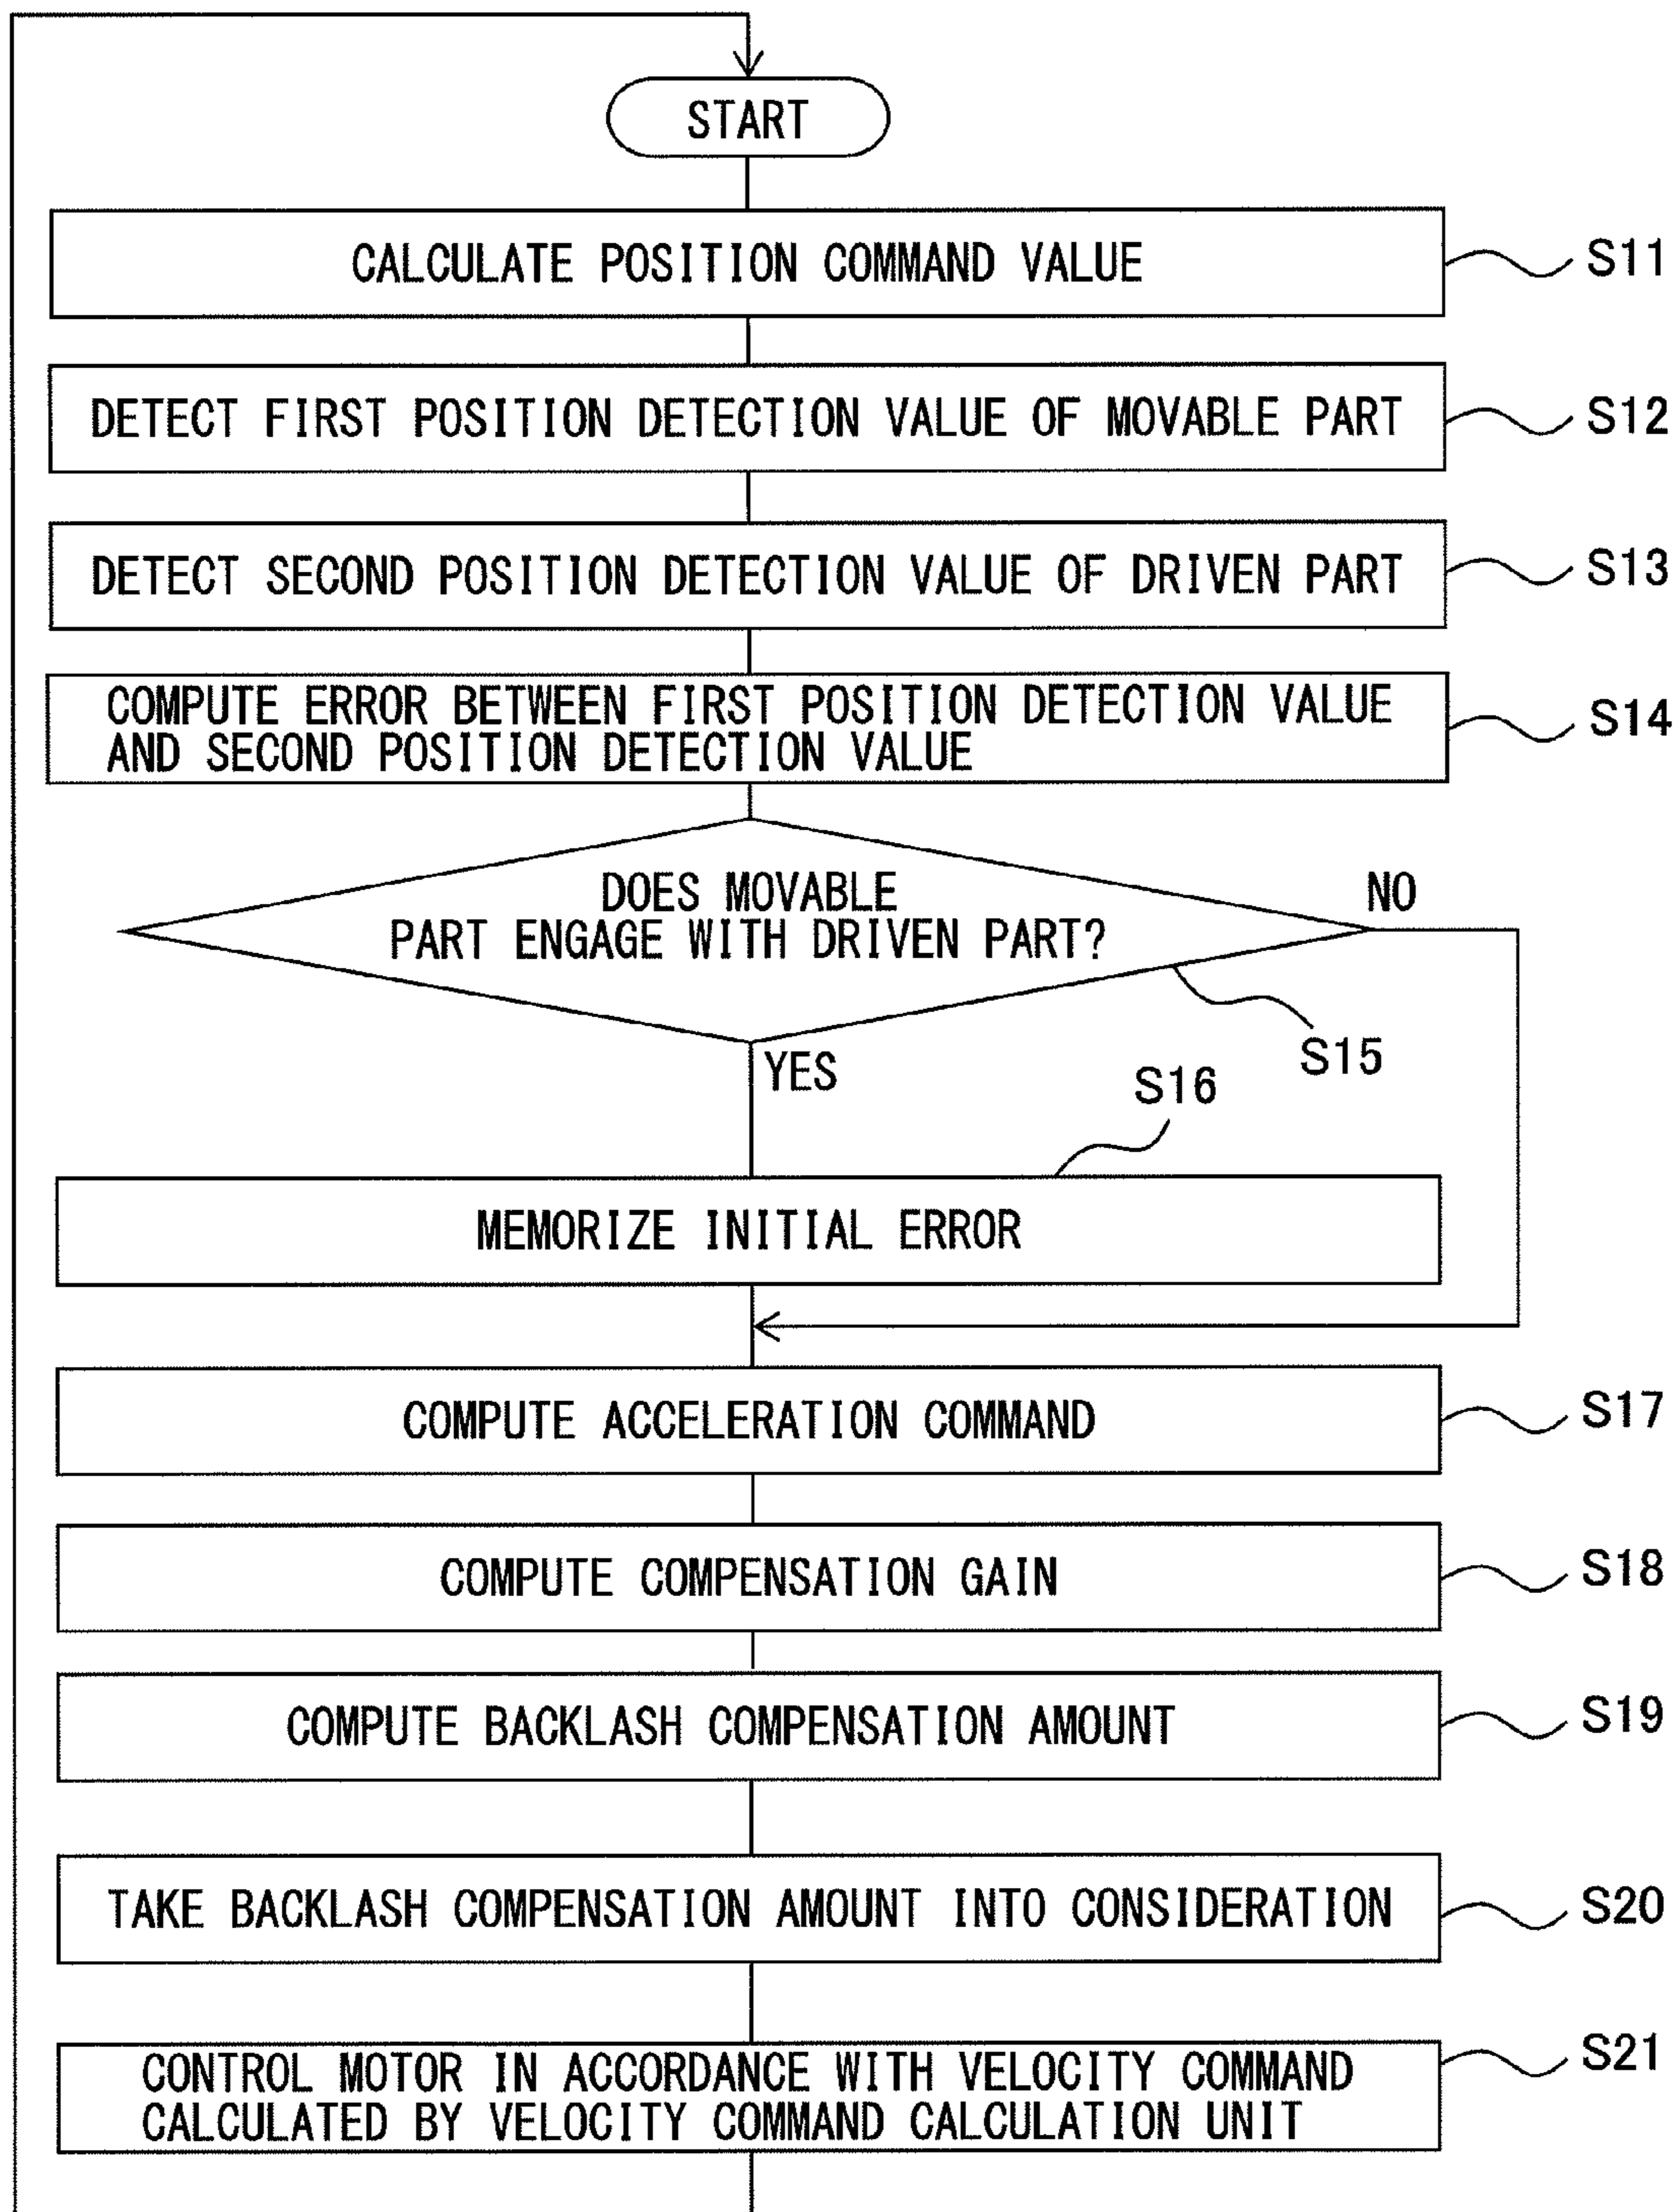 START
CALCULATE POSITION COMMAND VALUE
S11
DETECT FIRST POSITION DETECTION VALUE OF MOVABLE PART
S12
DETECT SECOND POSITION DETECTION VALUE OF DRIVEN PART
S13
COMPUTE ERROR BETWEEN FIRST POSITION DETECTION VALUE
AND SECOND POSITION DETECTION VALUE
S14
DOES MOVABLE
PART ENGAGE WITH DRIVEN PART?
NO
S15
YES
S16
MEMORIZE INITIAL ERROR
COMPUTE ACCELERATION COMMAND
S17
COMPUTE COMPENSATION GAIN
S18
COMPUTE BACKLASH COMPENSATION AMOUNT
S19
TAKE BACKLASH COMPENSATION AMOUNT INTO CONSIDERATION
S20
CONTROL MOTOR IN ACCORDANCE WITH VELOCITY COMMAND
CALCULATED BY VELOCITY COMMAND CALCULATION UNIT
S21